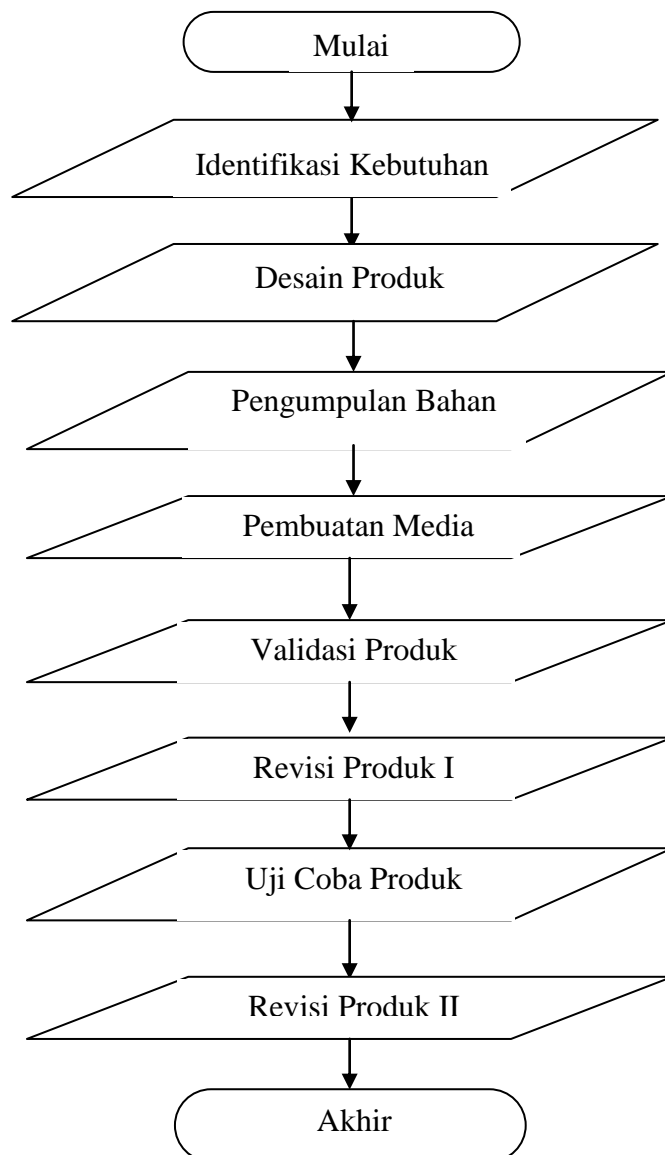 Mulai
Identifikasi Kebutuhan
Desain Produk
Pengumpulan Bahan
Pembuatan Media
Validasi Produk
Revisi Produk I
Uji Coba Produk
Revisi Produk II
Akhir